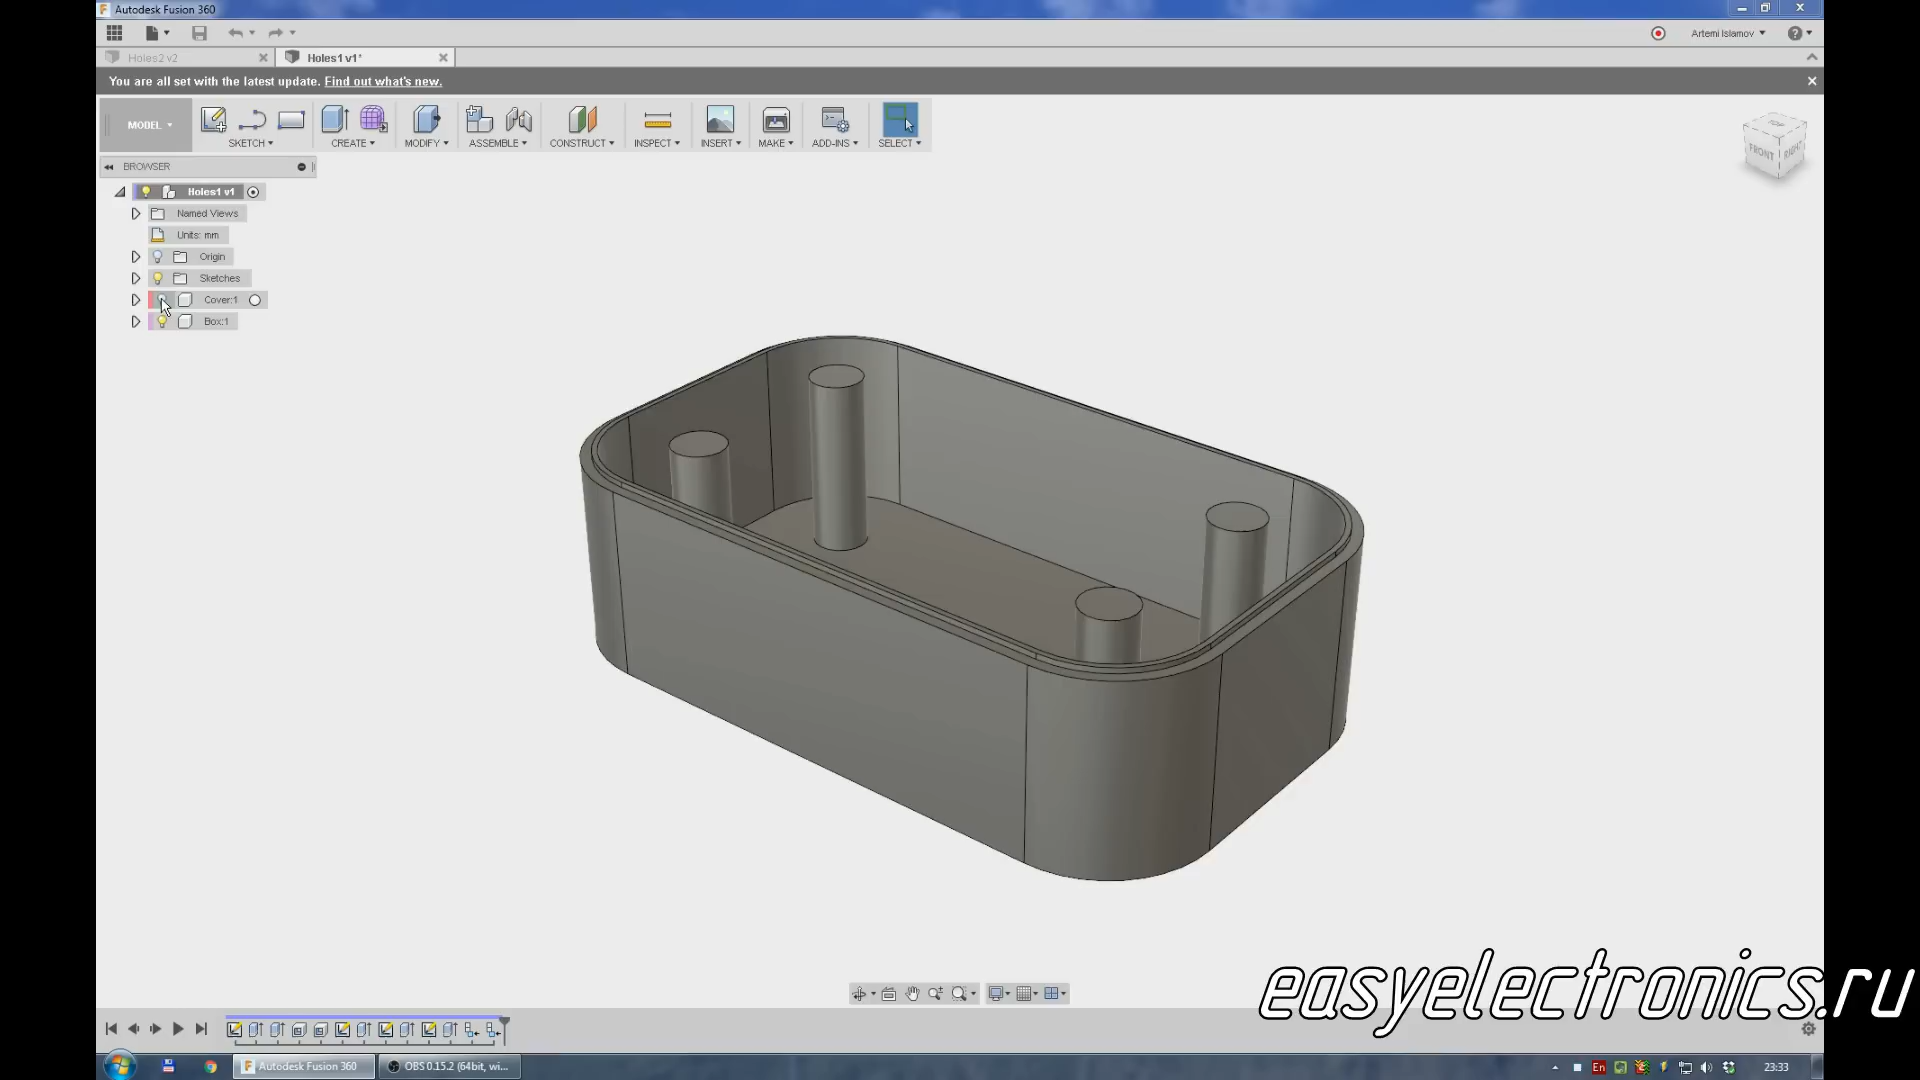 Autodesk Fusion 360
Artemi Islamov
Holes2 v2
Holes1 v1*
You are all set with the latest update. Find out what's new.
MODEL
SKETCH
CREATE
MODIFY
ASSEMBLE
CONSTRUCT
INSPECT
INSERT
MAKE
ADD-INS
SELECT
TOP
FRONT
RIGHT
BROWSER
Holes1 v1
Named Views
Units: mm
Origin
Sketches
Cover:1
Box:1
easyelectronics.ru
Autodesk Fusion 360
OBS 0.15.2 (64bit, wi...
En
23:33